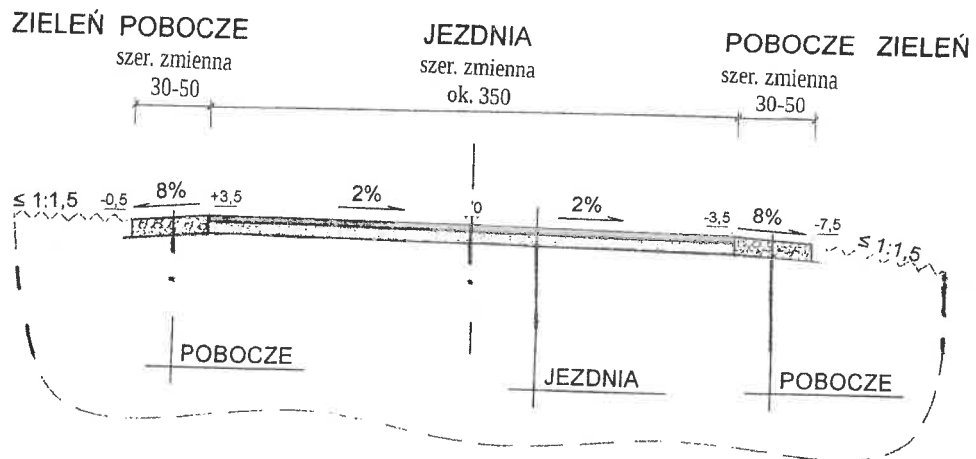 ZIELEŃ POBOCZE
szer. zmienna
30-50
JEZDNIA
szer. zmienna
ok. 350
POBOCZE ZIELEŃ
szer. zmienna
30-50
≤ 1:1,5
-0,5
8%
+3,5
2%
0
2%
-3,5
8%
-7,5
≤ 1:1,5
POBOCZE
JEZDNIA
POBOCZE